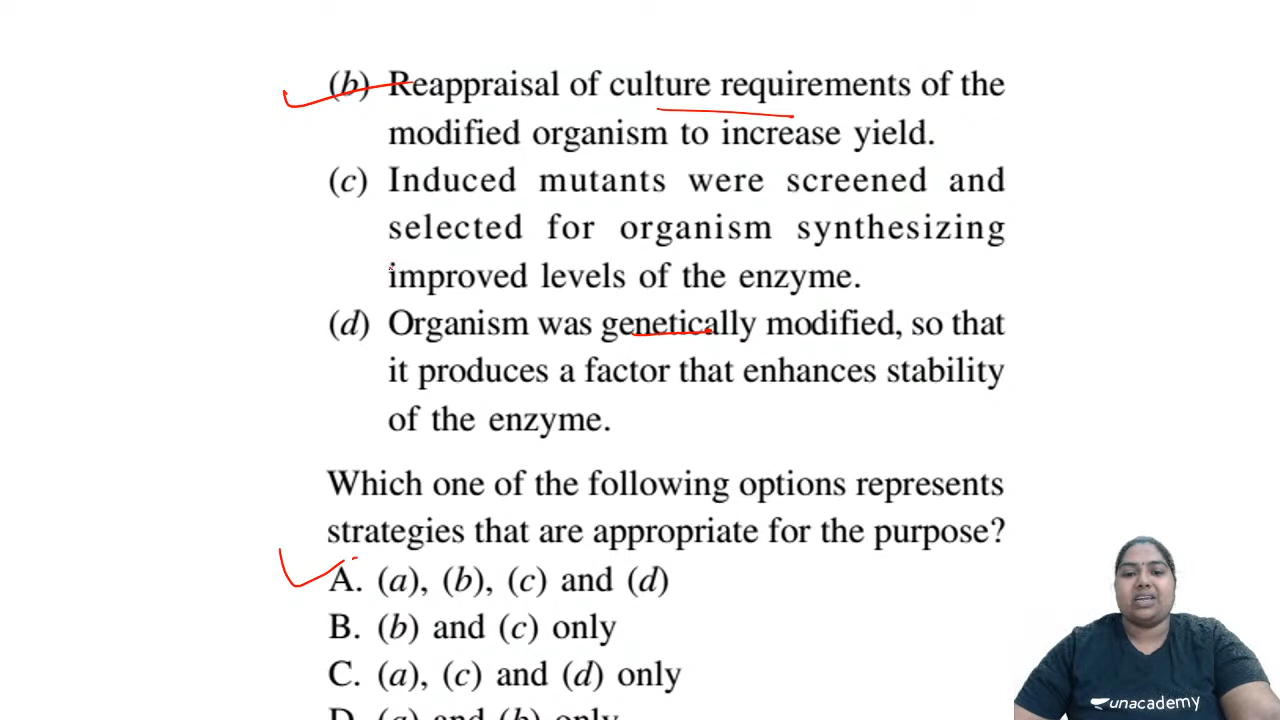 (b) Reappraisal of culture requirements of the
modified organism to increase yield.
(c) Induced mutants were screened and
selected for organism synthesizing
improved levels of the enzyme.
(d) Organism was genetically modified, so that
it produces a factor that enhances stability
of the enzyme.
Which one of the following options represents
strategies that are appropriate for the purpose?
A. (a), (b), (c) and (d)
B. (b) and (c) only
C. (a), (c) and (d) only
D. (a) and (b) only
unacademy